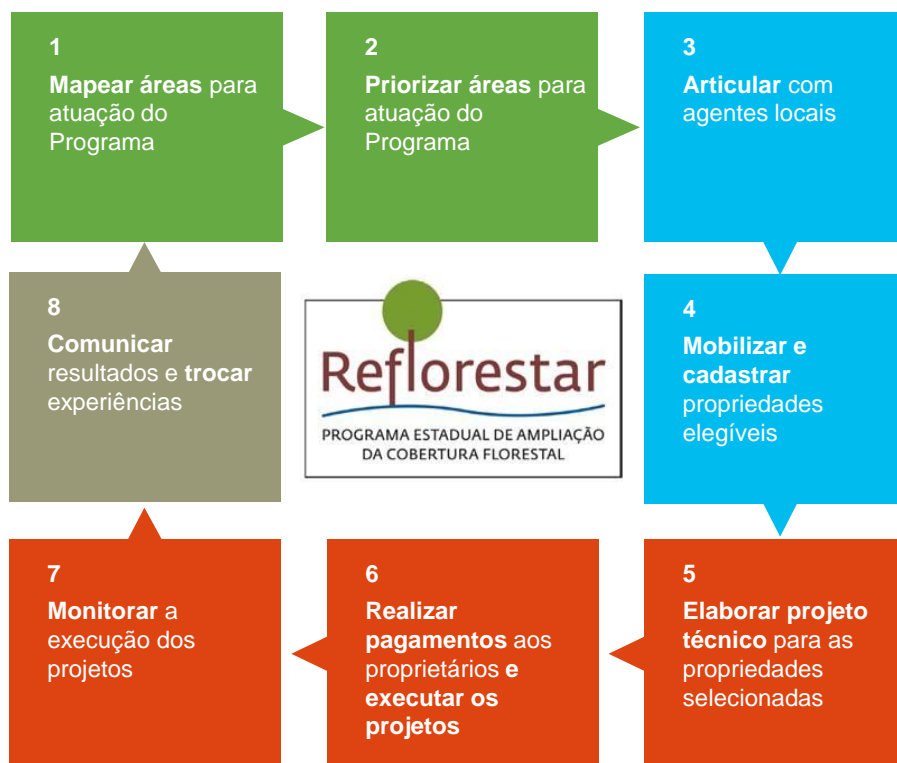 1
Mapear áreas para
atuação do
Programa
2
Priorizar áreas para
atuação do
Programa
3
Articular com
agentes locais
4
Mobilizar e
cadastrar
propriedades
elegíveis
5
Elaborar projeto
técnico para as
propriedades
selecionadas
6
Realizar
pagamentos aos
proprietários e
executar os
projetos
7
Monitorar a
execução dos
projetos
8
Comunicar
resultados e trocar
experiências
Reflorestar
PROGRAMA ESTADUAL DE AMPLIAÇÃO
DA COBERTURA FLORESTAL